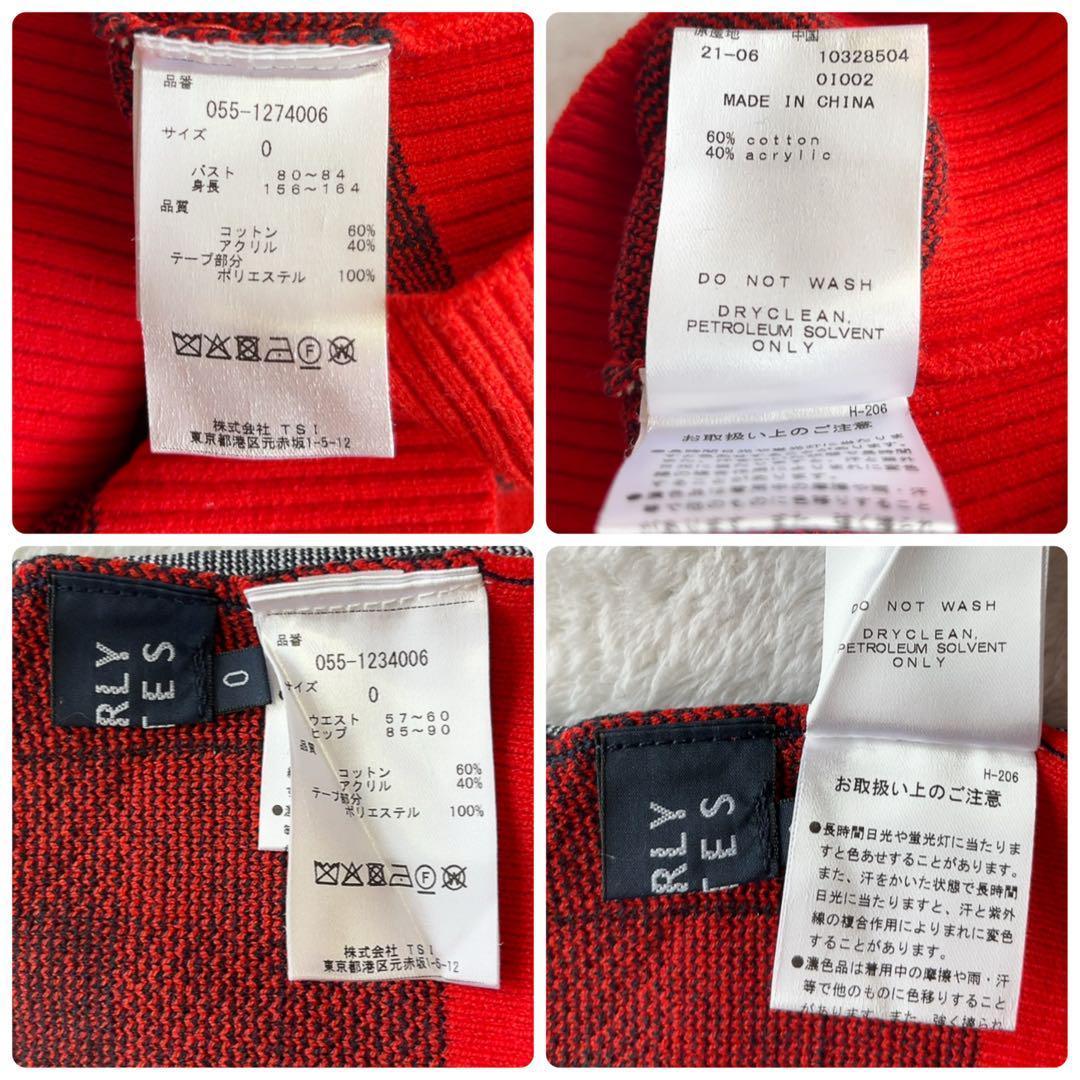 品番
055-1274006
サイズ
0
バスト 80～84
身長 156～164
品質
コットン 60%
アクリル 40%
テープ部分
ポリエステル 100%
F
W
株式会社 TSI
東京都港区元赤坂1-5-12
原産地 中国
21-06 10328504
01002
MADE IN CHINA
60% cotton
40% acrylic
DO NOT WASH
DRYCLEAN,
PETROLEUM SOLVENT
ONLY
H-206
お取扱い上のご注意
RLY
TES
0
品番
055-1234006
サイズ
0
ウエスト 57～60
ヒップ 85～90
品質
コットン 60%
アクリル 40%
テープ部分
ポリエステル 100%
F
W
株式会社 TSI
東京都港区元赤坂1-5-12
DO NOT WASH
DRYCLEAN,
PETROLEUM SOLVENT
ONLY
RLY
TES
H-206
お取扱い上のご注意
●長時間日光や蛍光灯に当たりま
すと色あせすることがあります。
また、汗をかいた状態で長時間
日光に当たりますと、汗と紫外
線の複合作用によりまれに変色
することがあります。
●濃色品は着用中の摩擦や雨・汗
等で他のものに色移りすること
があります。また、強く擦られ